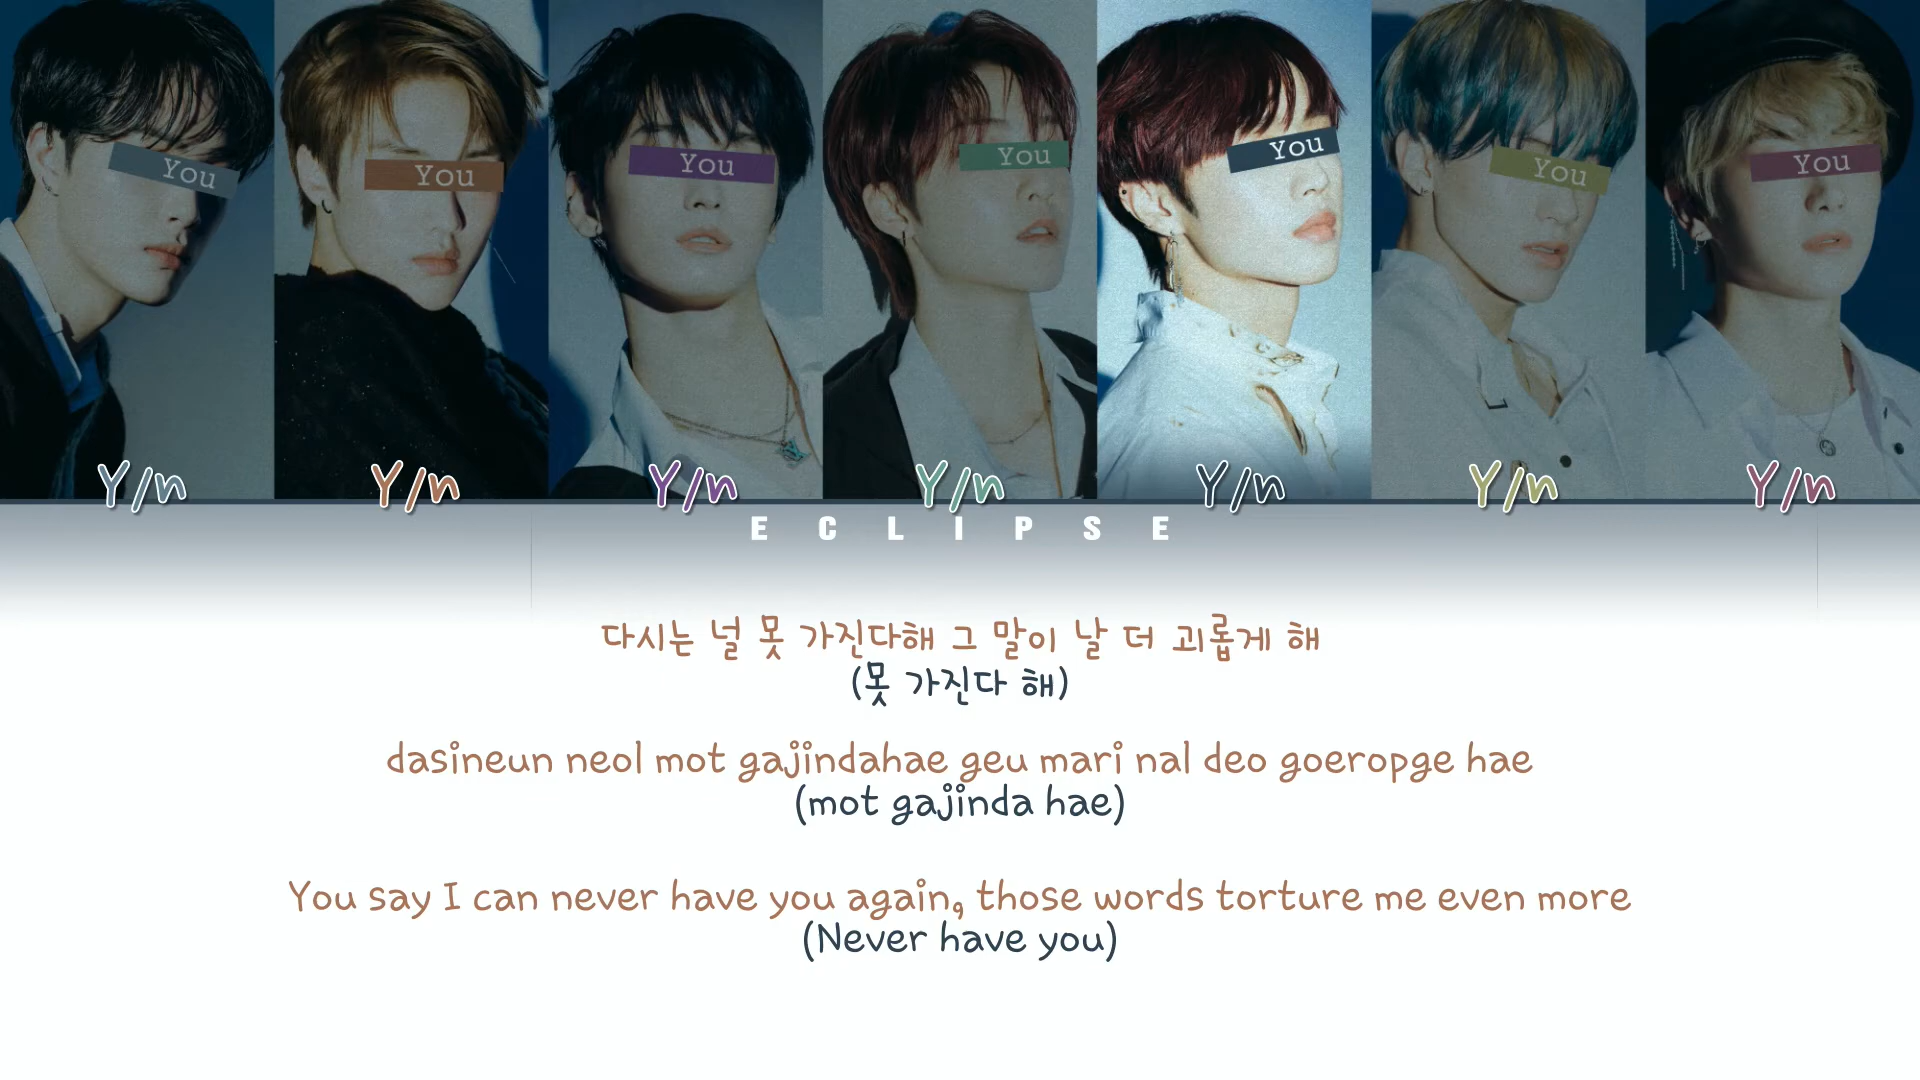 You
You
You
You
You
You
You
Y/n
Y/n
Y/n
Y/n
Y/n
Y/n
Y/n
ECLIPSE
다시는 널 못 가진다해 그 말이 날 더 괴롭게 해
(못 가진다 해)
dasineun neol mot gajindahae geu mari nal deo goeropge hae
(mot gajinda hae)
You say I can never have you again, those words torture me even more
(Never have you)